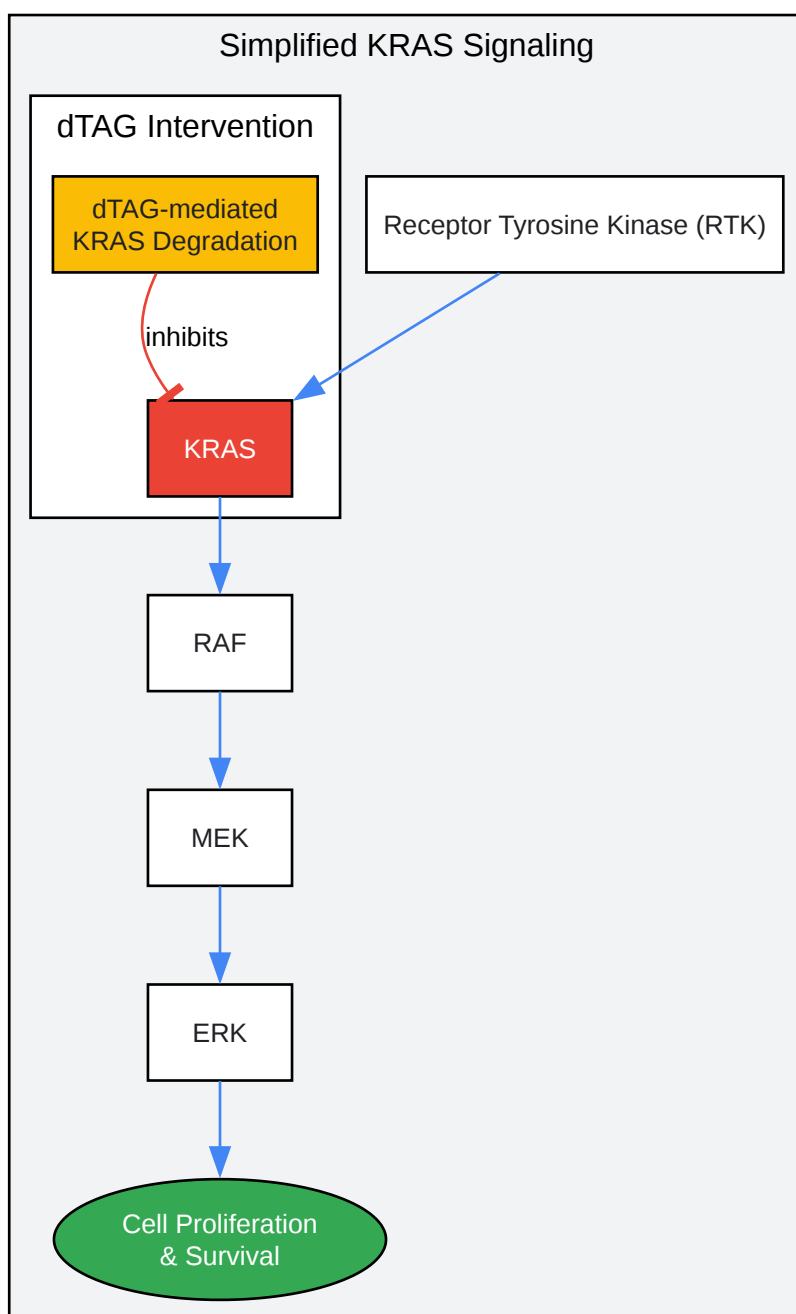 Simplified KRAS Signaling
dTAG Intervention
dTAG-mediated
KRAS Degradation
Receptor Tyrosine Kinase (RTK)
inhibits
KRAS
RAF
MEK
ERK
Cell Proliferation
& Survival